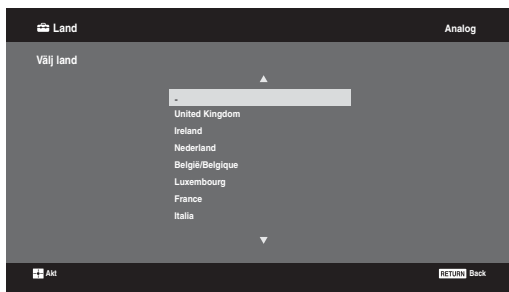 Land
Analog
Välj land
-
United Kingdom
Ireland
Nederland
België/Belgique
Luxembourg
France
Italia
Akt
RETURN Back